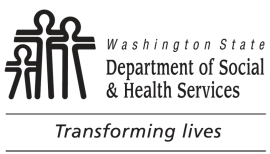 Washington State
Department of Social
& Health Services
Transforming lives